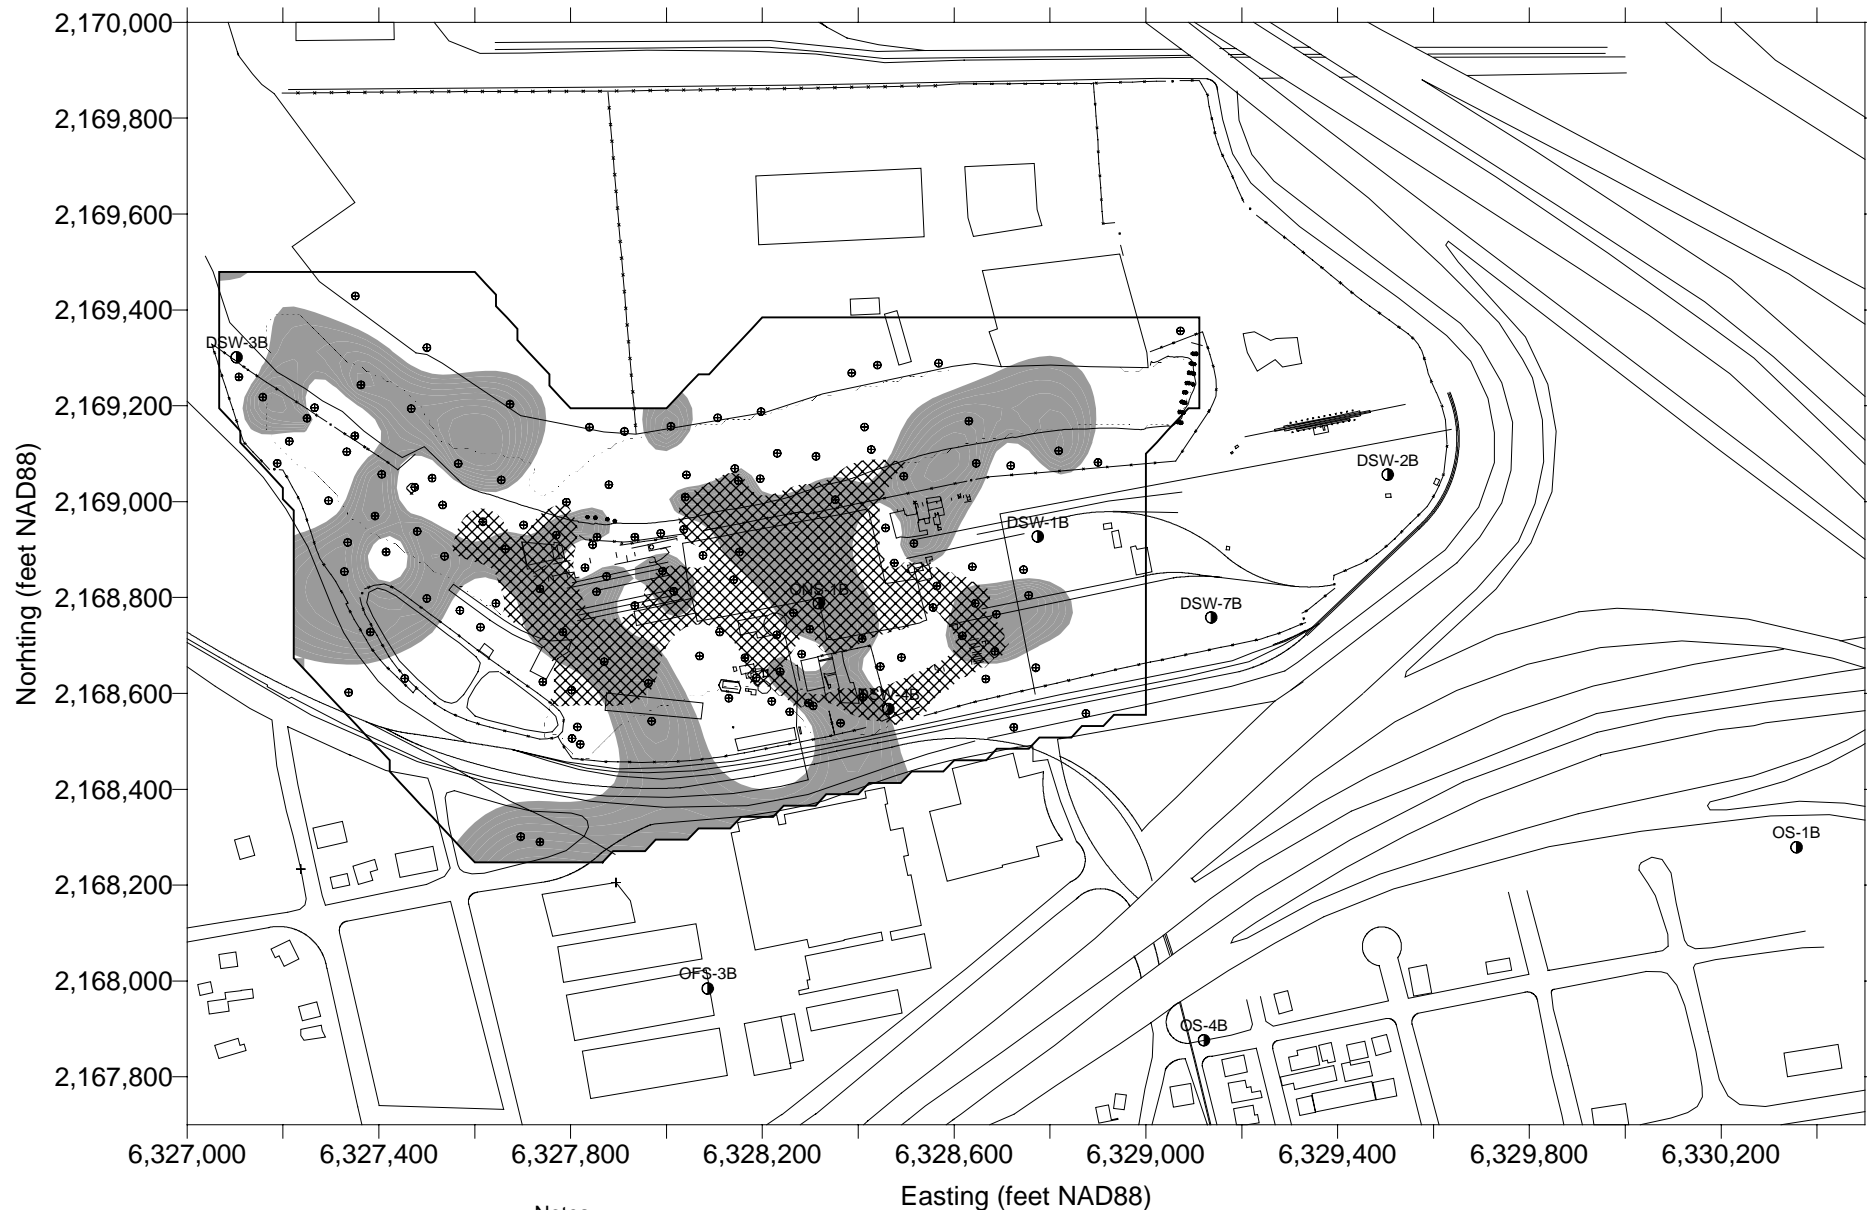 2,170,000
2,169,800
2,169,600
2,169,400
DSW-3B
2,169,200
DSW-2B
2,169,000
DSW-1B
2,168,800
ONS-1B
DSW-7B
Norhting (feet NAD88)
2,168,600
DSW-4B
2,168,400
OS-1B
2,168,200
2,168,000
OFS-3B
OS-4B
2,167,800
6,327,000 6,327,400 6,327,800 6,328,200 6,328,600 6,329,000 6,329,400 6,329,800 6,330,200
Easting (feet NAD88)